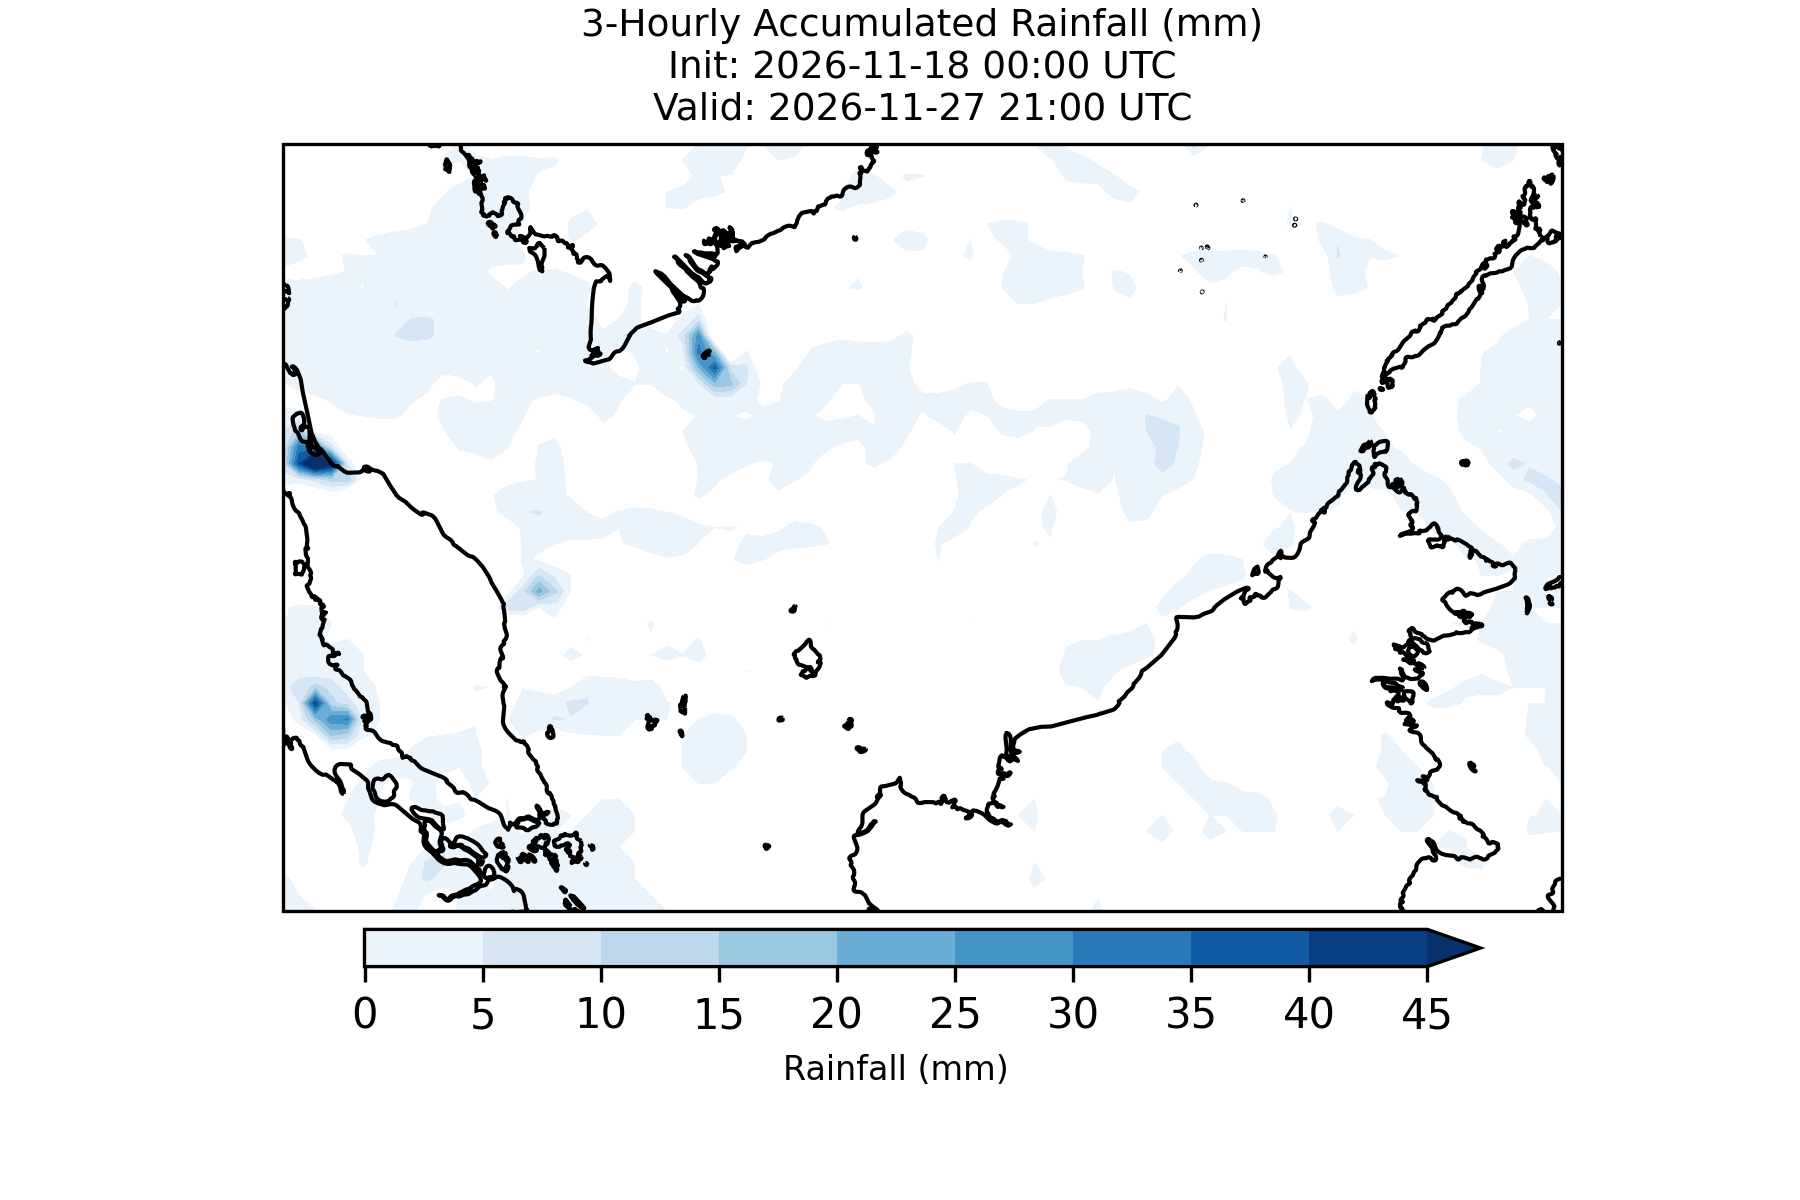 3-Hourly Accumulated Rainfall (mm)
Init: 2026-11-18 00:00 UTC
Valid: 2026-11-27 21:00 UTC
0 5 10 15 20 25 30 35 40 45
Rainfall (mm)